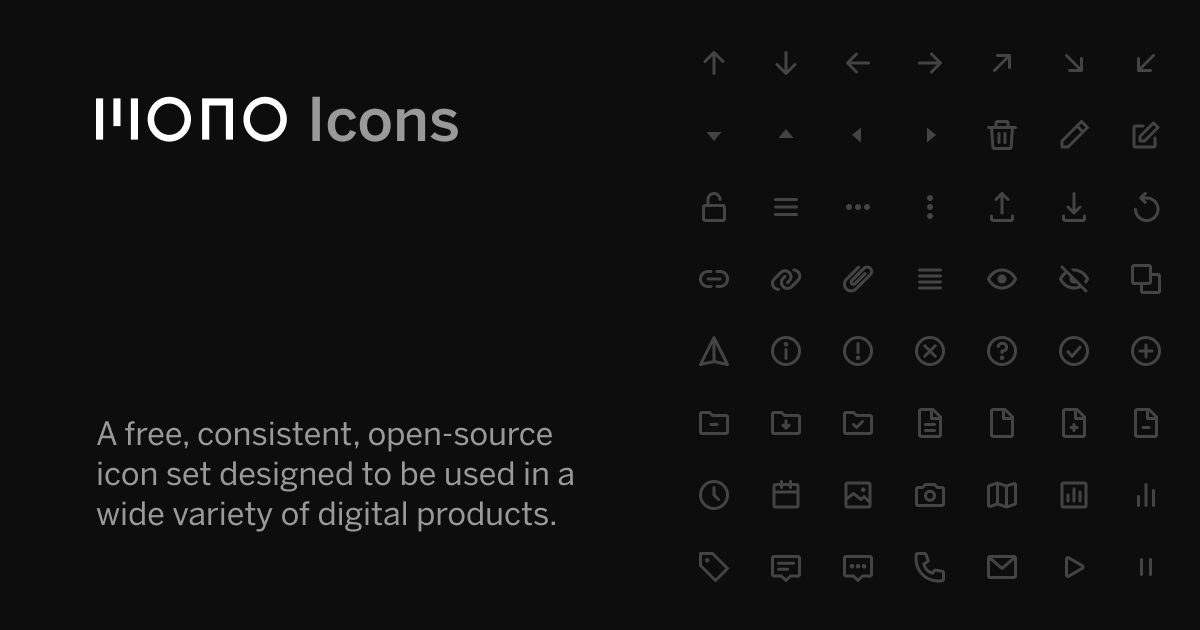 MONO Icons
A free, consistent, open-source
icon set designed to be used in a
wide variety of digital products.